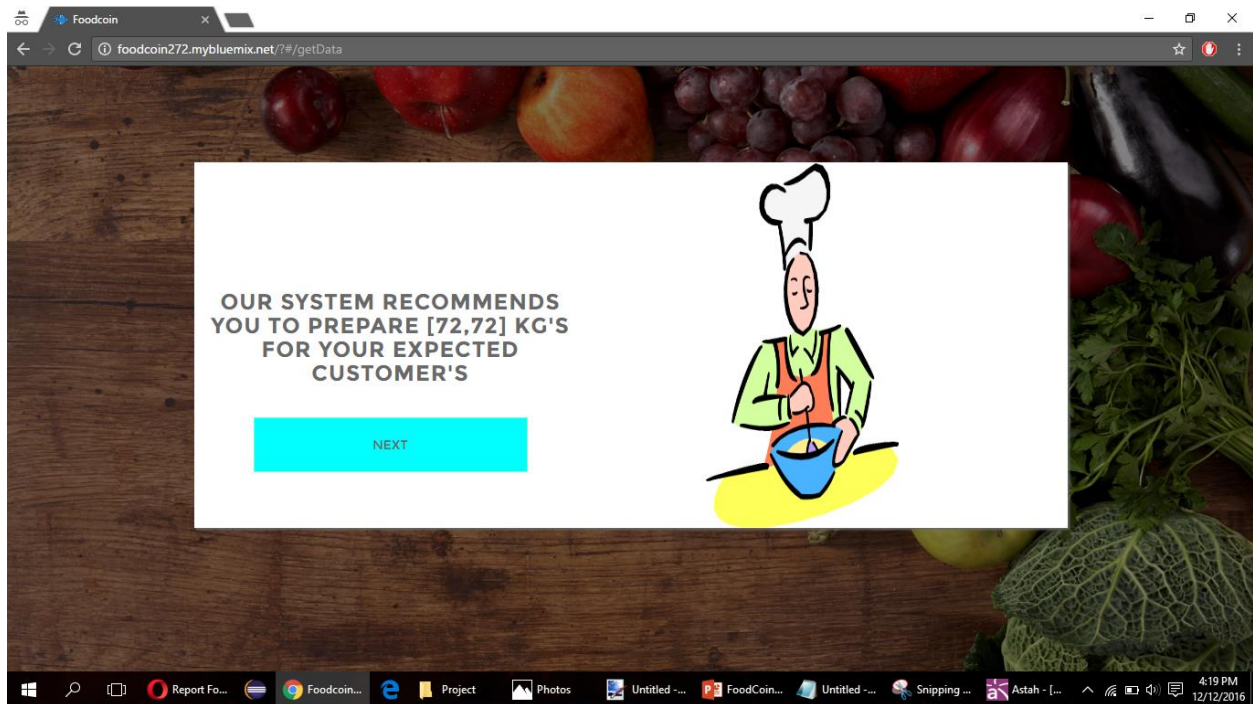 Foodcoin
foodcoin272.mybluemix.net/?#/getData
OUR SYSTEM RECOMMENDS
YOU TO PREPARE [72,72] KG'S
FOR YOUR EXPECTED
CUSTOMER'S
NEXT
Report Fo... Foodcoin... Project Photos Untitled -... FoodCoin... Untitled -... Snipping ... Astah - [... 4:19 PM
12/12/2016